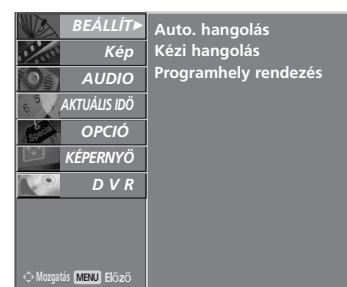 BEÁLLÍT
Kép
AUDIO
AKTUÁLIS IDŐ
OPCIÓ
KÉPERNYŐ
D V R
Auto. hangolás
Kézi hangolás
Programhely rendezés
Mozgatás MENU Előző